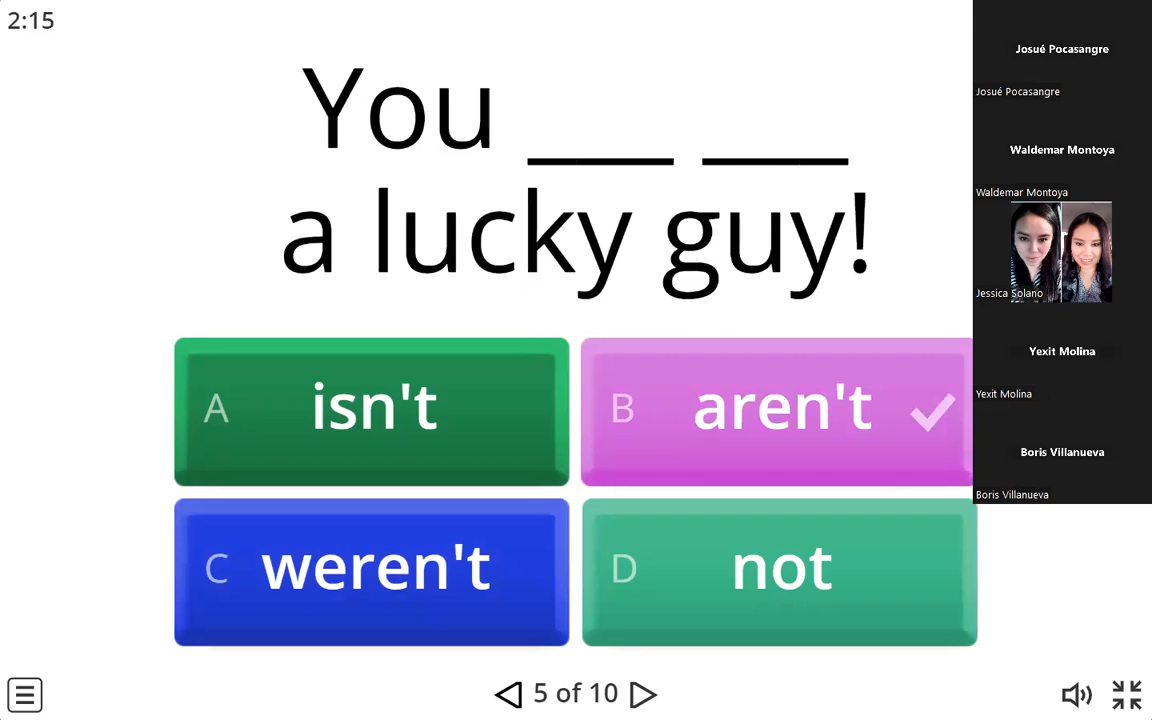 2:15
You ___ ___
a lucky guy!
A isn't
B aren't
C weren't
D not
5 of 10
Josué Pocasangre
Josué Pocasangre
Waldemar Montoya
Waldemar Montoya
Jessica Solano
Yexit Molina
Yexit Molina
Boris Villanueva
Boris Villanueva